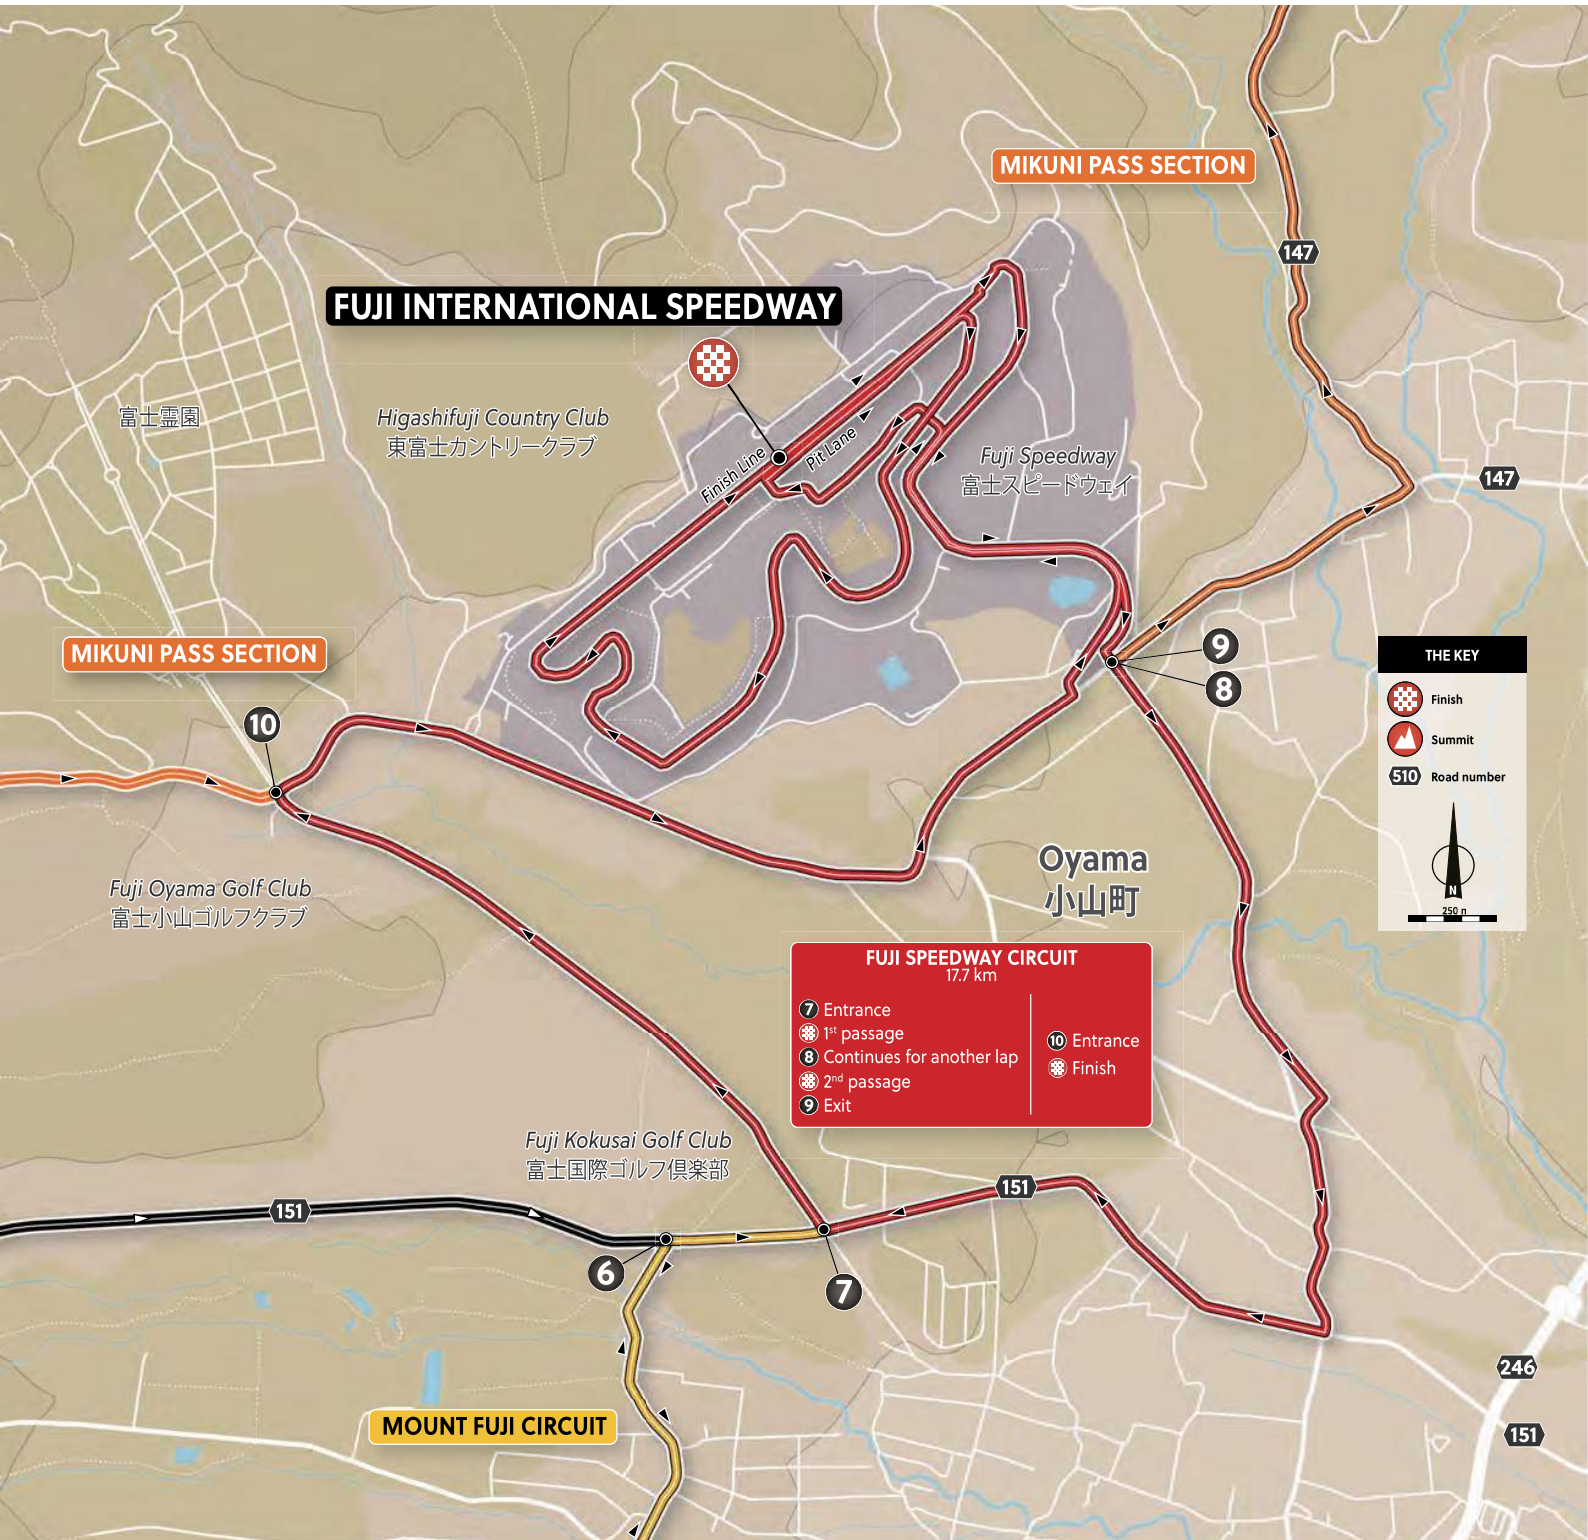 MIKUNI PASS SECTION
147
FUJI INTERNATIONAL SPEEDWAY
富士霊園
Higashifuji Country Club
東富士カントリークラブ
Finish Line
Pit Lane
Fuji Speedway
富士スピードウェイ
147
MIKUNI PASS SECTION
9
8
10
THE KEY
Finish
Summit
510 Road number
N
250 n
Fuji Oyama Golf Club
富士小山ゴルフクラブ
Oyama
小山町
FUJI SPEEDWAY CIRCUIT
17.7 km
7 Entrance
1st passage
8 Continues for another lap
2nd passage
9 Exit
10 Entrance
Finish
Fuji Kokusai Golf Club
富士国際ゴルフ倶楽部
151
151
6
7
246
MOUNT FUJI CIRCUIT
151